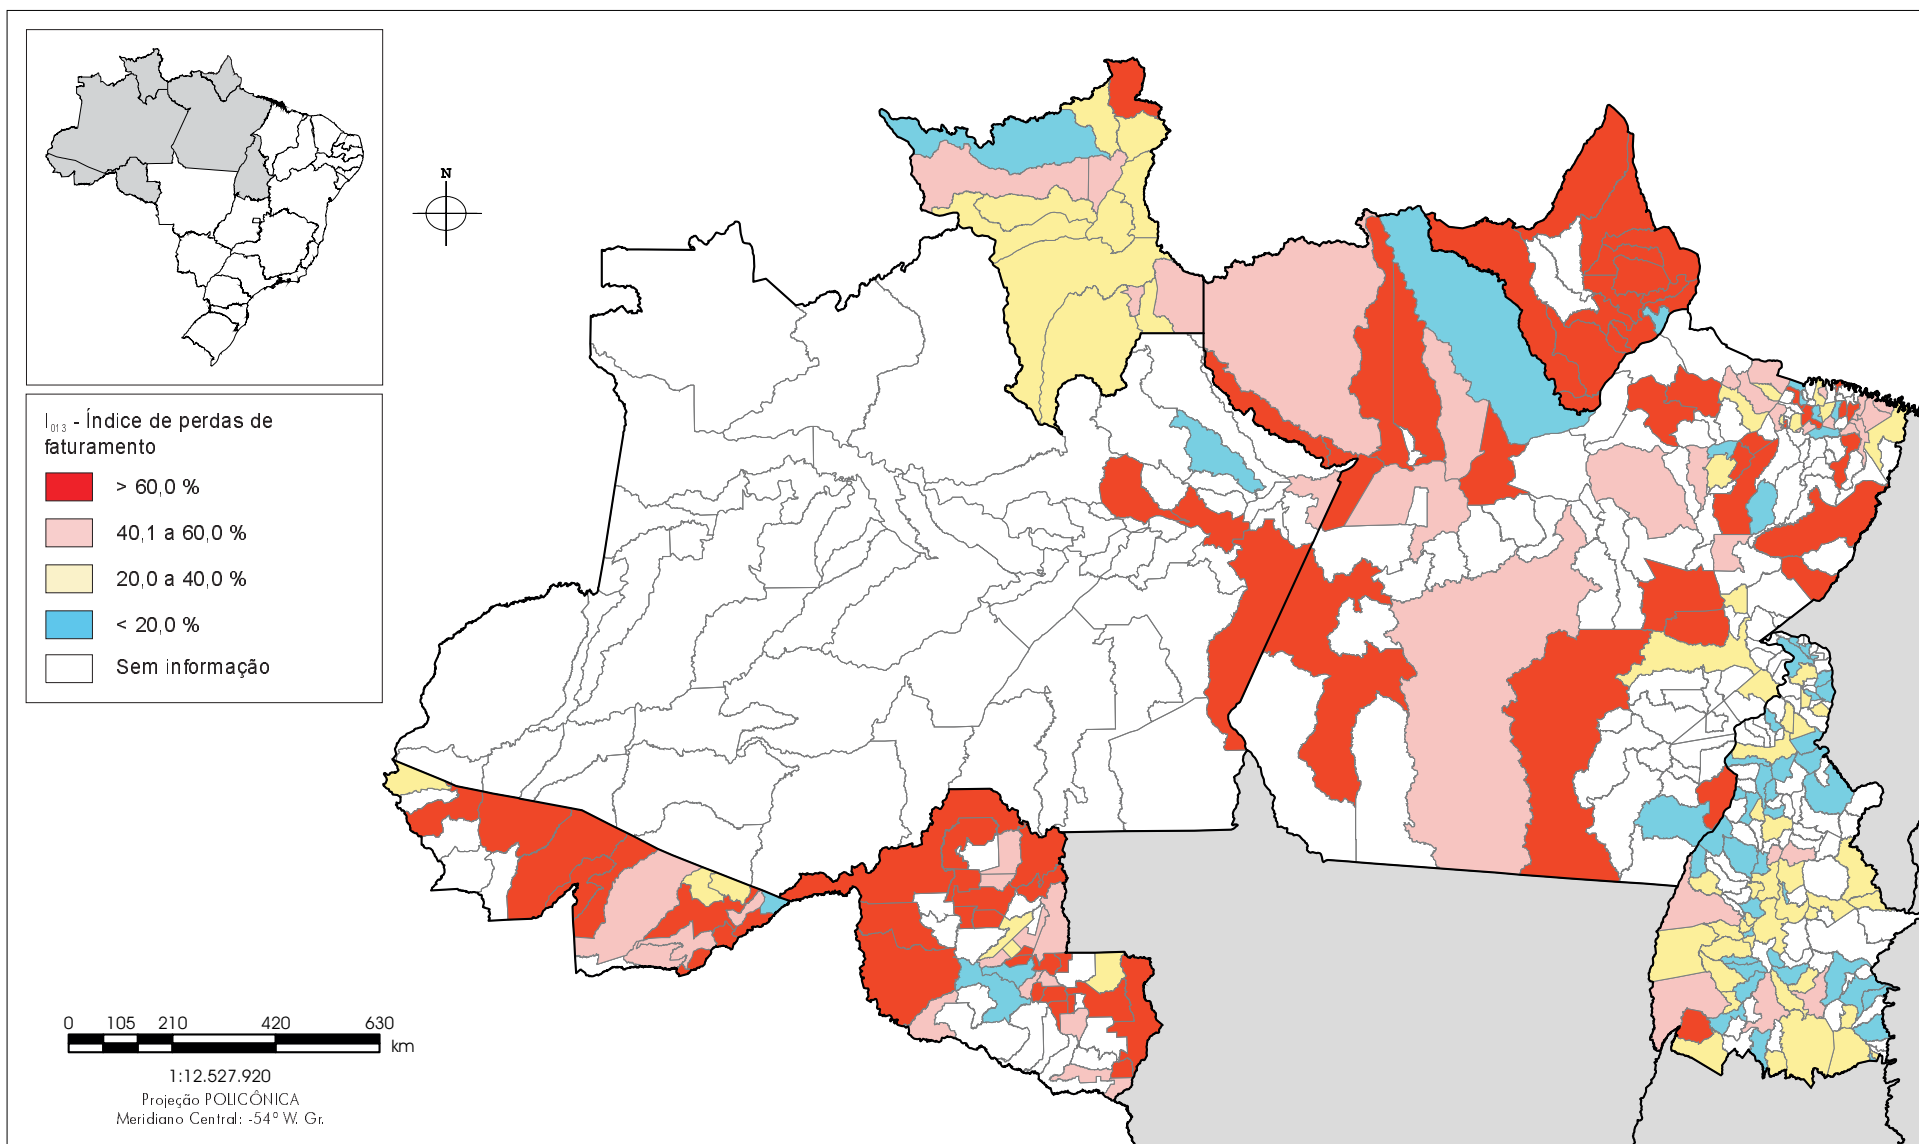 N
I013 - Índice de perdas de
faturamento
> 60,0 %
40,1 a 60,0 %
20,0 a 40,0 %
< 20,0 %
Sem informação
0 105 210 420 630
km
1:12.527.920
Projeção POLICÔNICA
Meridiano Central: -54° W. Gr.